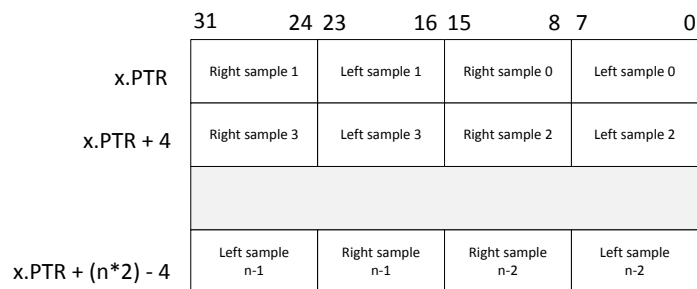 31 24 23 16 15 8 7 0
x.PTR Right sample 1 Left sample 1 Right sample 0 Left sample 0
x.PTR + 4 Right sample 3 Left sample 3 Right sample 2 Left sample 2
x.PTR + (n*2) - 4 Left sample n-1 Right sample n-1 Right sample n-2 Left sample n-2